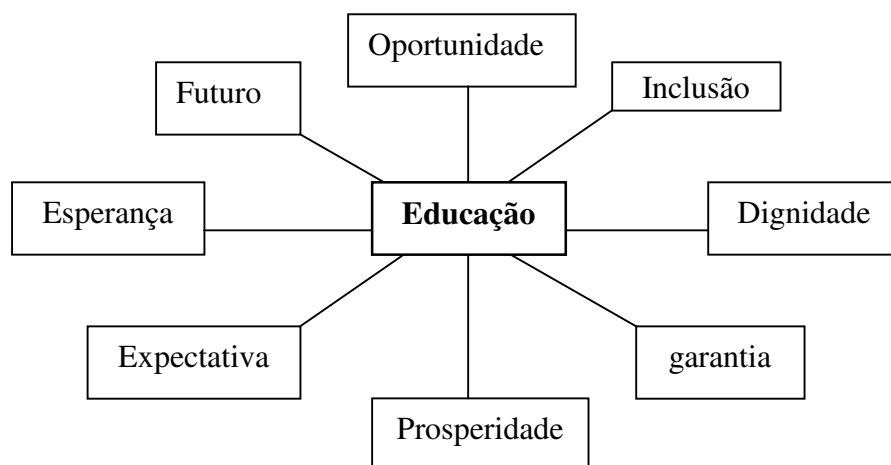 Oportunidade
Futuro
Inclusão
Esperança
Educação
Dignidade
Expectativa
garantia
Prosperidade